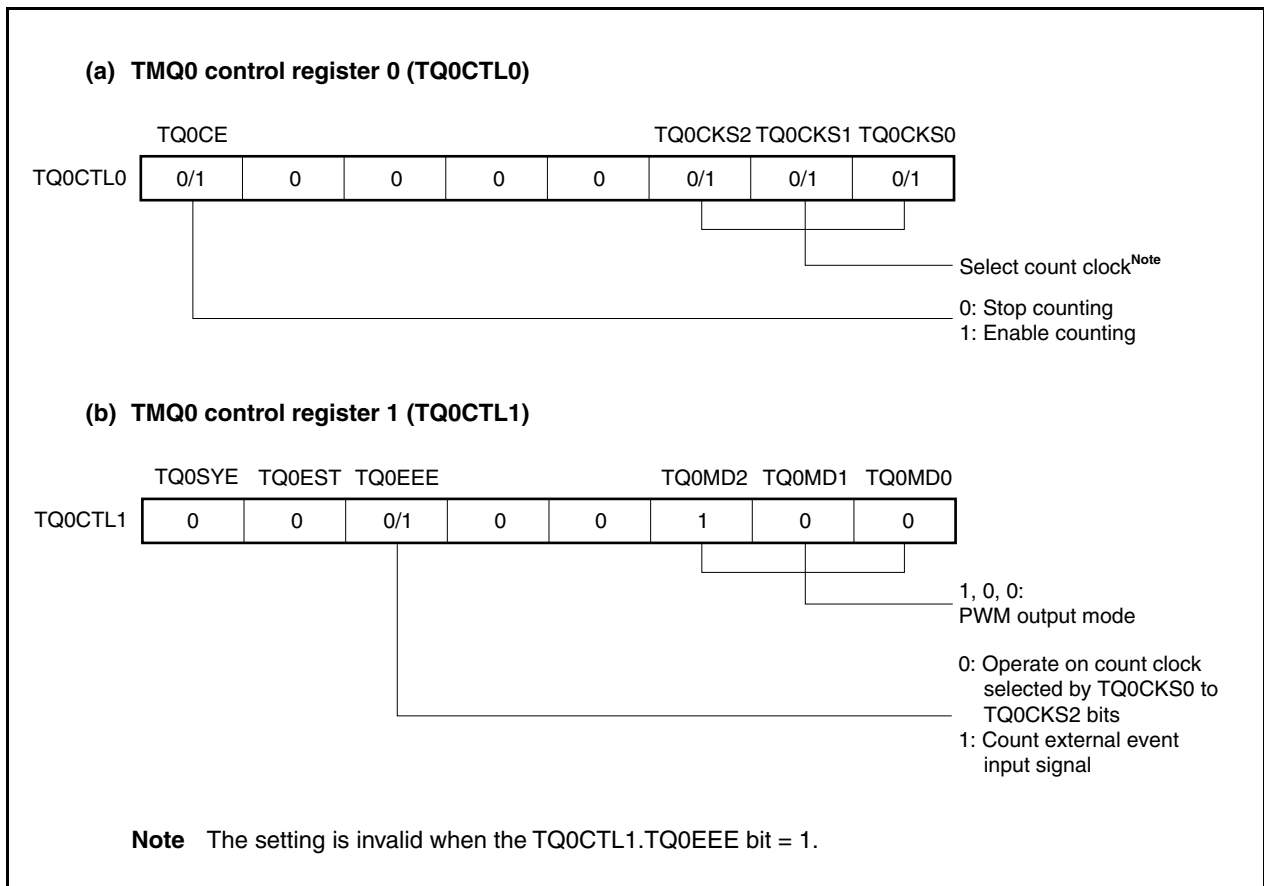 (a) TMQ0 control register 0 (TQ0CTL0)
TQ0CE TQ0CKS2 TQ0CKS1 TQ0CKS0
TQ0CTL0 0/1 0 0 0 0 0/1 0/1 0/1
Select count clockNote
0: Stop counting
1: Enable counting
(b) TMQ0 control register 1 (TQ0CTL1)
TQ0SYE TQ0EST TQ0EEE TQ0MD2 TQ0MD1 TQ0MD0
TQ0CTL1 0 0 0/1 0 0 1 0 0
1, 0, 0:
PWM output mode
0: Operate on count clock
selected by TQ0CKS0 to
TQ0CKS2 bits
1: Count external event
input signal
Note The setting is invalid when the TQ0CTL1.TQ0EEE bit = 1.